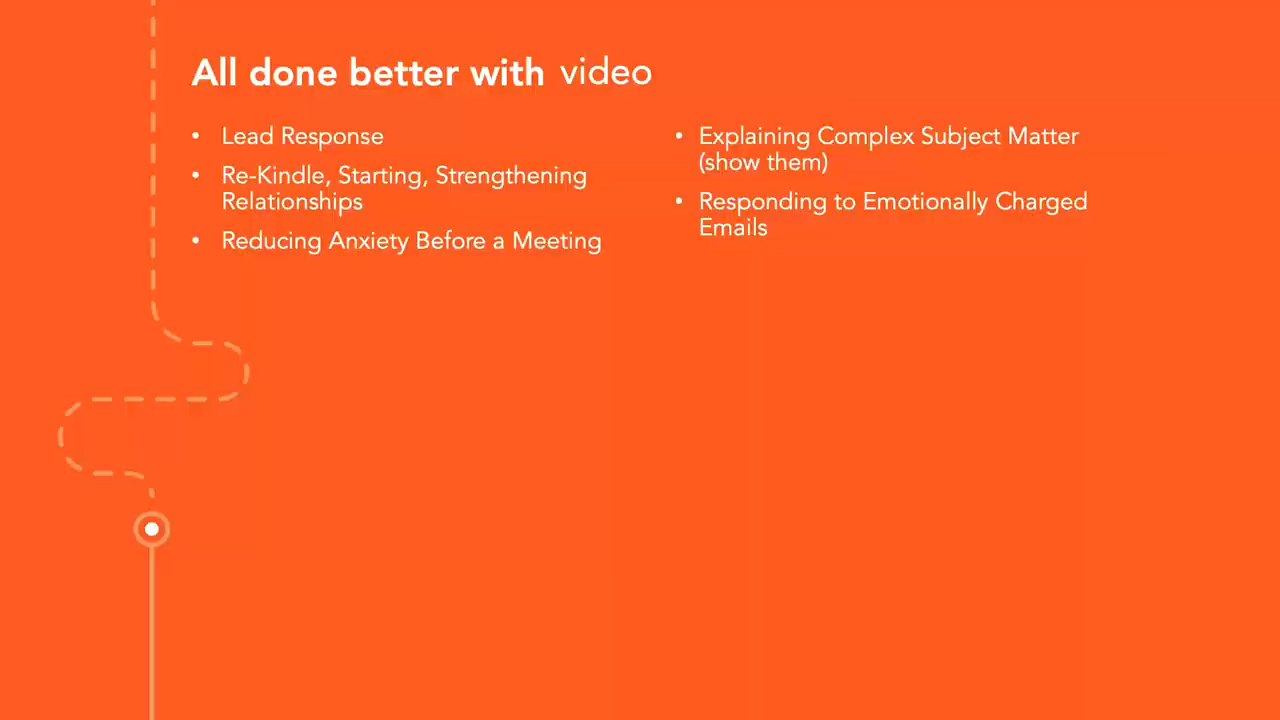 All done better with video
• Lead Response
• Re-Kindle, Starting, Strengthening
Relationships
• Reducing Anxiety Before a Meeting
• Explaining Complex Subject Matter
(show them)
• Responding to Emotionally Charged
Emails